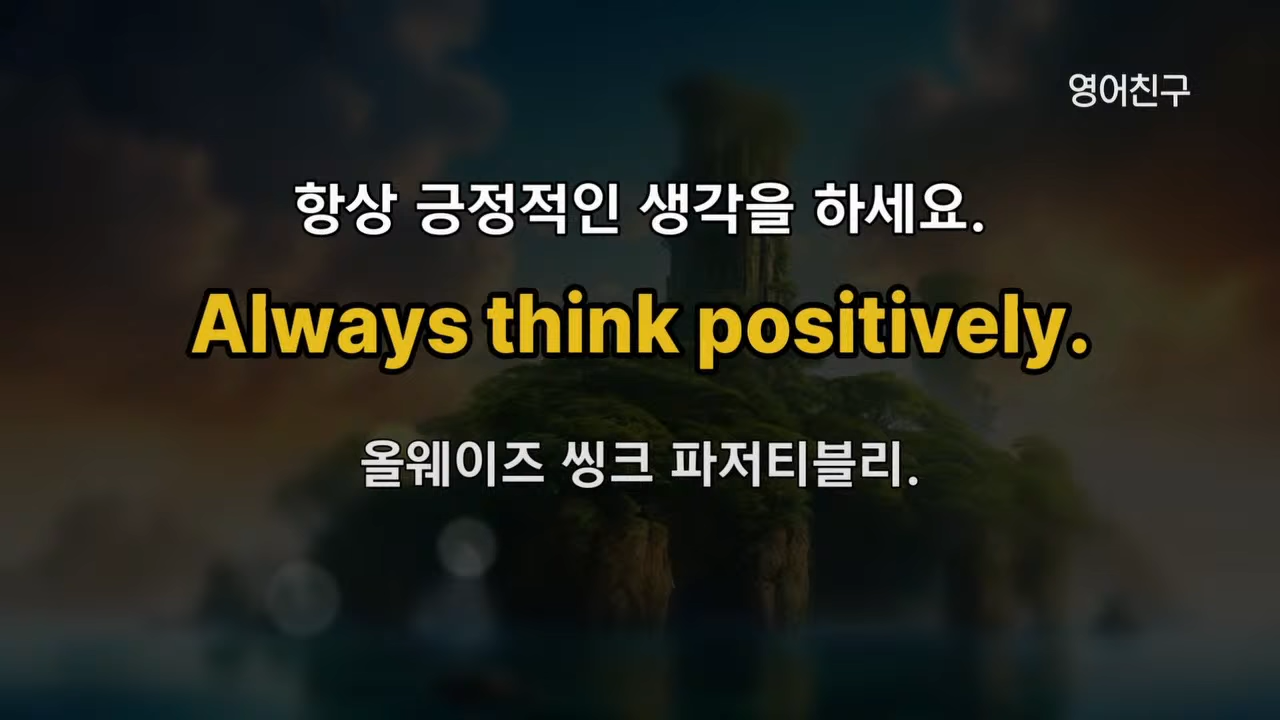 영어친구
항상 긍정적인 생각을 하세요.
Always think positively.
올웨이즈 씽크 파저티블리.